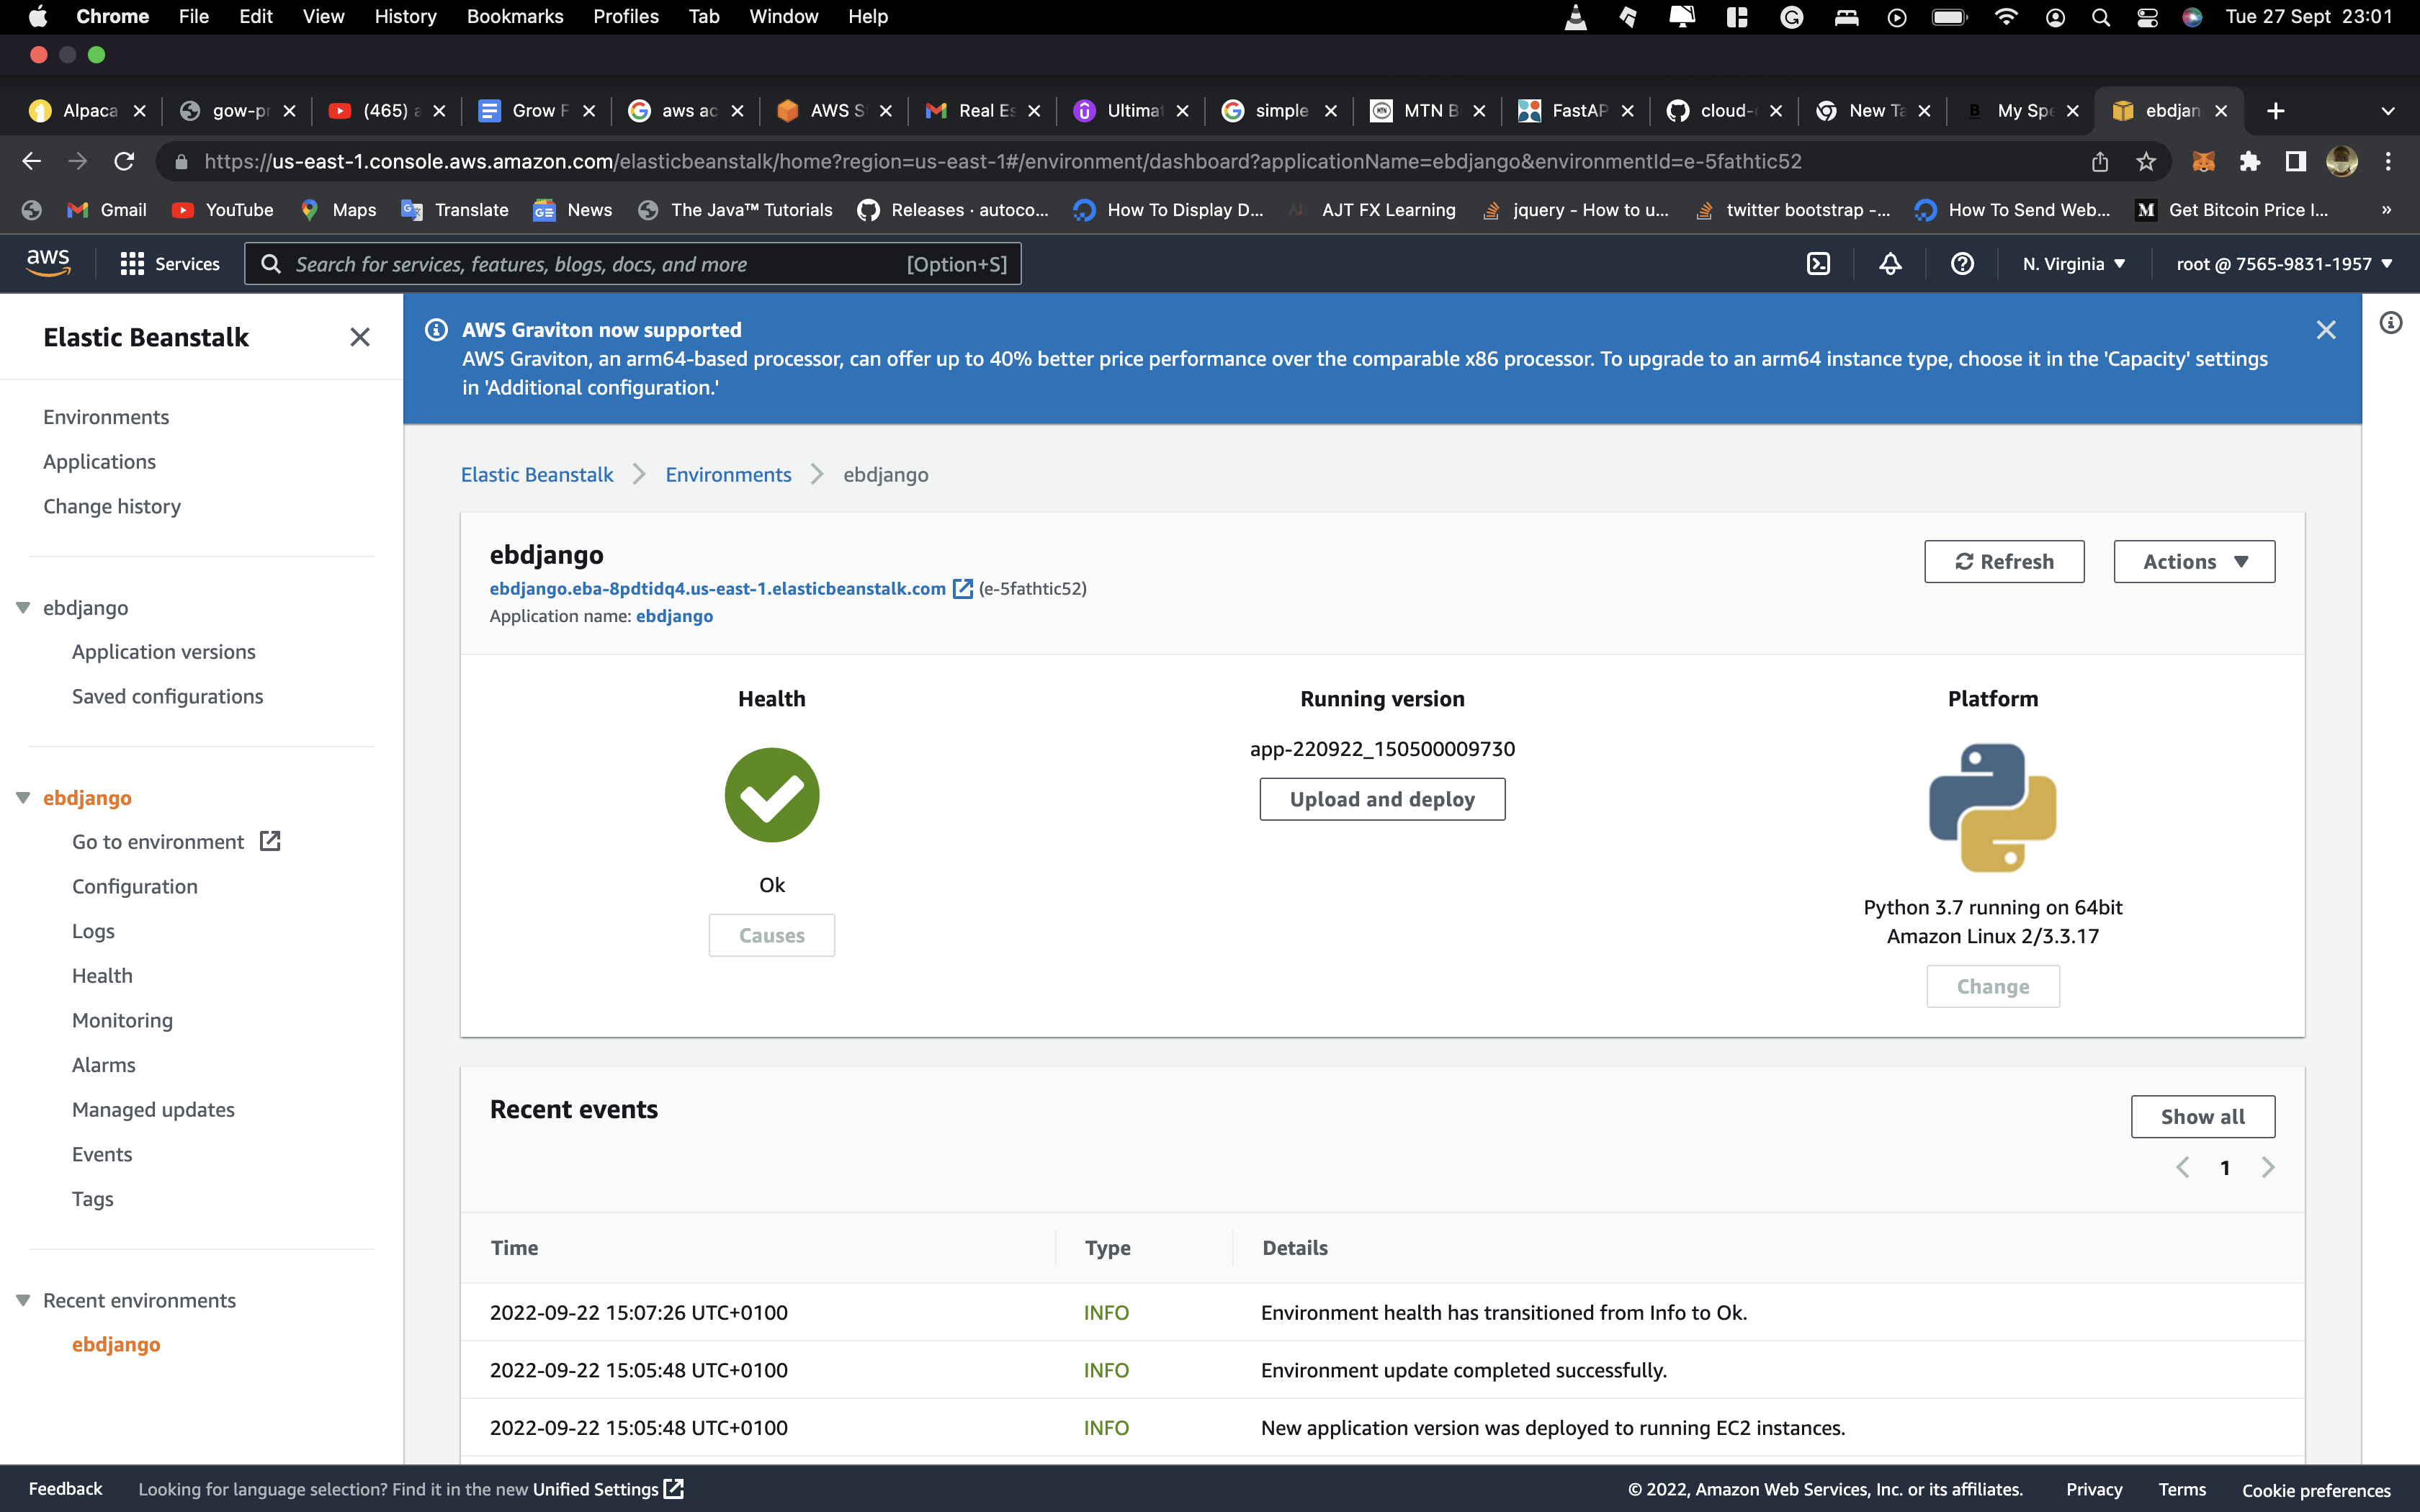 Chrome File Edit View History Bookmarks Profiles Tab Window Help Tue 27 Sept 23:01
Alpaca gow-pr (465) a Grow F aws ac AWS S Real Es Ultimat simple MTN B FastAP cloud- New Ta My Spe ebdjan
https://us-east-1.console.aws.amazon.com/elasticbeanstalk/home?region=us-east-1#/environment/dashboard?applicationName=ebdjango&environmentId=e-5fathtic52
Gmail YouTube Maps Translate News The Java™ Tutorials Releases · autoco... How To Display D... AJT FX Learning jquery - How to u... twitter bootstrap -... How To Send Web... Get Bitcoin Price I... »
aws Services Search for services, features, blogs, docs, and more [Option+S] N. Virginia root @ 7565-9831-1957
Elastic Beanstalk
Environments
Applications
Change history
ebdjango
Application versions
Saved configurations
ebdjango
Go to environment
Configuration
Logs
Health
Monitoring
Alarms
Managed updates
Events
Tags
Recent environments
ebdjango
AWS Graviton now supported
AWS Graviton, an arm64-based processor, can offer up to 40% better price performance over the comparable x86 processor. To upgrade to an arm64 instance type, choose it in the 'Capacity' settings
in 'Additional configuration.'
Elastic Beanstalk Environments ebdjango
ebdjango
Refresh Actions
ebdjango.eba-8pdtidq4.us-east-1.elasticbeanstalk.com (e-5fathtic52)
Application name: ebdjango
Health
Ok
Causes
Running version
app-220922_150500009730
Upload and deploy
Platform
Python 3.7 running on 64bit
Amazon Linux 2/3.3.17
Change
Recent events
Show all
1
Time Type Details
2022-09-22 15:07:26 UTC+0100 INFO Environment health has transitioned from Info to Ok.
2022-09-22 15:05:48 UTC+0100 INFO Environment update completed successfully.
2022-09-22 15:05:48 UTC+0100 INFO New application version was deployed to running EC2 instances.
Feedback Looking for language selection? Find it in the new Unified Settings © 2022, Amazon Web Services, Inc. or its affiliates. Privacy Terms Cookie preferences